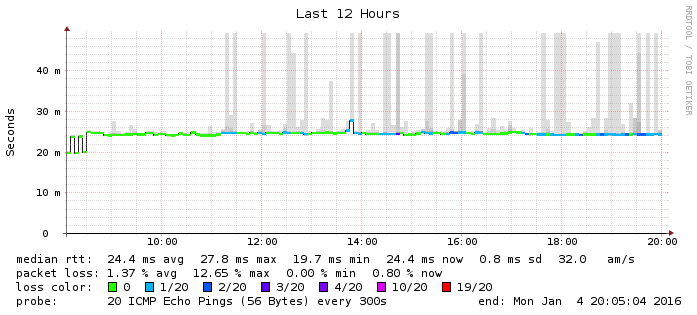 Last 12 Hours
RRDTOOL / TOBI OETIKER
Seconds
40 m
30 m
20 m
10 m
0
10:00 12:00 14:00 16:00 18:00 20:00
median rtt: 24.4 ms avg 27.8 ms max 19.7 ms min 24.4 ms now 0.8 ms sd 32.0 am/s
packet loss: 1.37 % avg 12.65 % max 0.00 % min 0.80 % now
loss color: 0 1/20 2/20 3/20 4/20 10/20 19/20
probe: 20 ICMP Echo Pings (56 Bytes) every 300s end: Mon Jan 4 20:05:04 2016